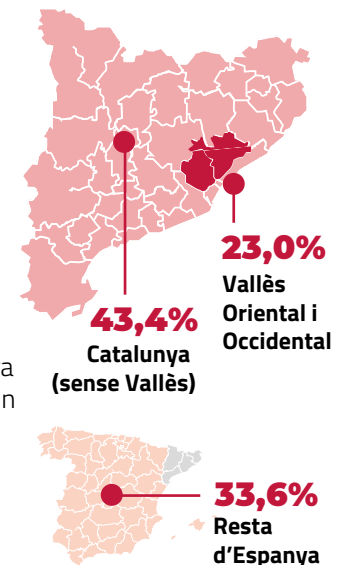 23,0%
Vallès
Oriental i
Occidental
43,4%
Catalunya
(sense Vallès)
a
n
33,6%
Resta
d'Espanya